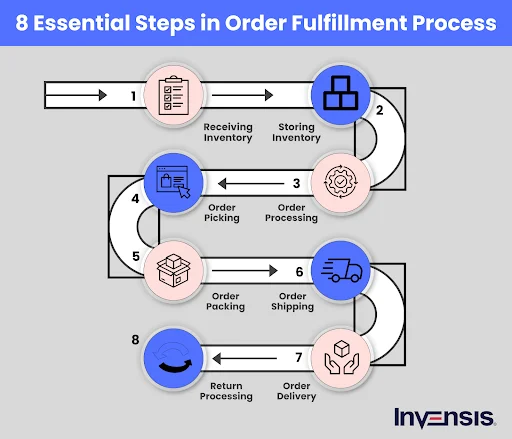 8 Essential Steps in Order Fulfillment Process
1
2
Receiving
Inventory
Storing
Inventory
4
3
Order
Picking
Order
Processing
5
6
Order
Packing
Order
Shipping
8
7
Return
Processing
Order
Delivery
Invensis